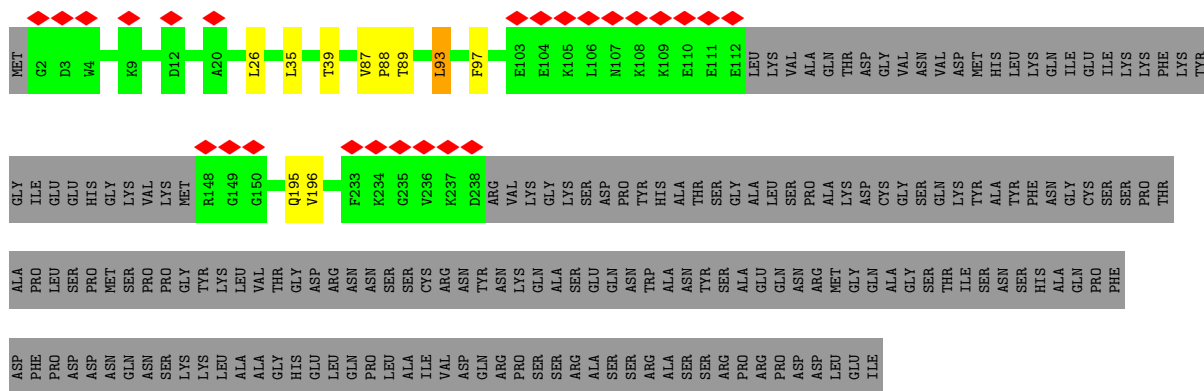 MET G2 D3 W4 K9 D12 A20 L26 L35 T39 V87 P88 T89 L93 F97 E103 E104 K105 L106 N107 K108 K109 E110 E111 E112 LEU LYS VAL ALA GLN THR ASP GLY VAL ASN VAL ASP MET HIS LEU LYS GLN ILE GLU ILE LYS LYS PHE LYS TYR
GLY ILE GLU GLU HIS GLY LYS VAL LYS MET R148 G149 G150 Q195 V196 F233 K234 G235 V236 K237 D238 ARG VAL LYS GLY LYS SER ASP PRO TYR HIS ALA THR SER GLY ALA LEU SER PRO ALA LYS ASP CYS GLY SER GLN LYS TYR ALA TYR PHE ASN GLY CYS SER SER PRO THR
ALA PRO LEU SER PRO MET SER PRO PRO GLY TYR LYS LEU VAL THR GLY ASP ARG ASN ASN SER SER CYS ARG ASN TYR ASN LYS GLN ALA SER GLU GLN ASN TRP ALA ASN TYR SER ALA GLU GLN ASN ARG MET GLY GLN ALA GLY SER THR ILE SER ASN SER HIS ALA GLN PRO PHE
ASP PHE PRO ASP ASP ASN GLN ASN SER LYS LYS LEU ALA ALA GLY HIS GLU LEU GLN PRO LEU ALA ILE VAL ASP GLN ARG PRO SER SER ARG ALA SER SER ARG PRO ARG PRO ASP ASP LEU GLU ILE